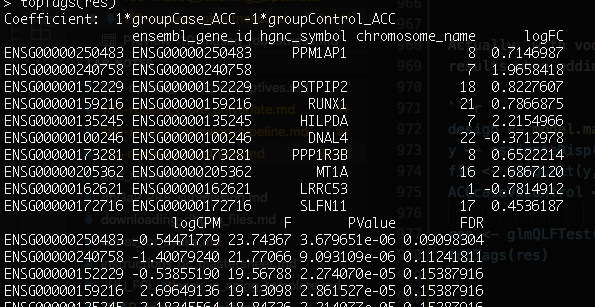 > topTags(res)
Coefficient:  1*groupCase_ACC -1*groupControl_ACC
ensembl_gene_id hgnc_symbol chromosome_name logFC
ENSG00000250483 ENSG00000250483 PPM1AP1 8 0.7146987
ENSG00000240758 ENSG00000240758 7 1.9658418
ENSG00000152229 ENSG00000152229 PSTPIP2 18 0.8227607
ENSG00000159216 ENSG00000159216 RUNX1 21 0.7866875
ENSG00000135245 ENSG00000135245 HILPDA 7 2.2154966
ENSG00000100246 ENSG00000100246 DNAL4 22 -0.3712978
ENSG00000173281 ENSG00000173281 PPP1R3B 8 0.6522214
ENSG00000205362 ENSG00000205362 MT1A 16 2.6867120
ENSG00000162621 ENSG00000162621 LRRC53 1 -0.7814912
ENSG00000172716 ENSG00000172716 SLFN11 17 0.4536187
logCPM F PValue FDR
ENSG00000250483 -0.54471779 23.74367 3.679651e-06 0.09098304
ENSG00000240758 -1.40079240 21.77066 9.093109e-06 0.11241811
ENSG00000152229 -0.53855190 19.56788 2.274070e-05 0.15387916
ENSG00000159216 2.69649136 19.13098 2.861527e-05 0.15387916